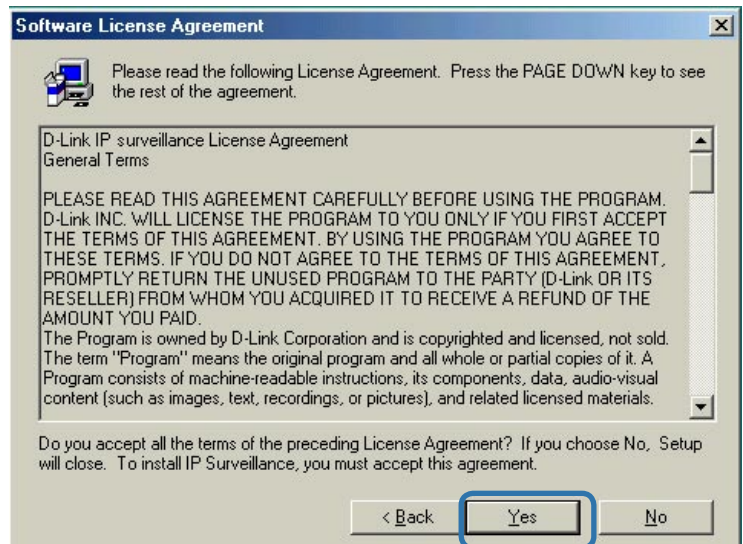 Software License Agreement
Please read the following License Agreement. Press the PAGE DOWN key to see
the rest of the agreement.
D-Link IP surveillance License Agreement
General Terms
PLEASE READ THIS AGREEMENT CAREFULLY BEFORE USING THE PROGRAM.
D-Link INC. WILL LICENSE THE PROGRAM TO YOU ONLY IF YOU FIRST ACCEPT
THE TERMS OF THIS AGREEMENT. BY USING THE PROGRAM YOU AGREE TO
THESE TERMS. IF YOU DO NOT AGREE TO THE TERMS OF THIS AGREEMENT,
PROMPTLY RETURN THE UNUSED PROGRAM TO THE PARTY (D-Link OR ITS
RESELLER) FROM WHOM YOU ACQUIRED IT TO RECEIVE A REFUND OF THE
AMOUNT YOU PAID.
The Program is owned by D-Link Corporation and is copyrighted and licensed, not sold.
The term "Program" means the original program and all whole or partial copies of it. A
Program consists of machine-readable instructions, its components, data, audio-visual
content (such as images, text, recordings, or pictures), and related licensed materials.
Do you accept all the terms of the preceding License Agreement? If you choose No, Setup
will close. To install IP Surveillance, you must accept this agreement.
< Back Yes No